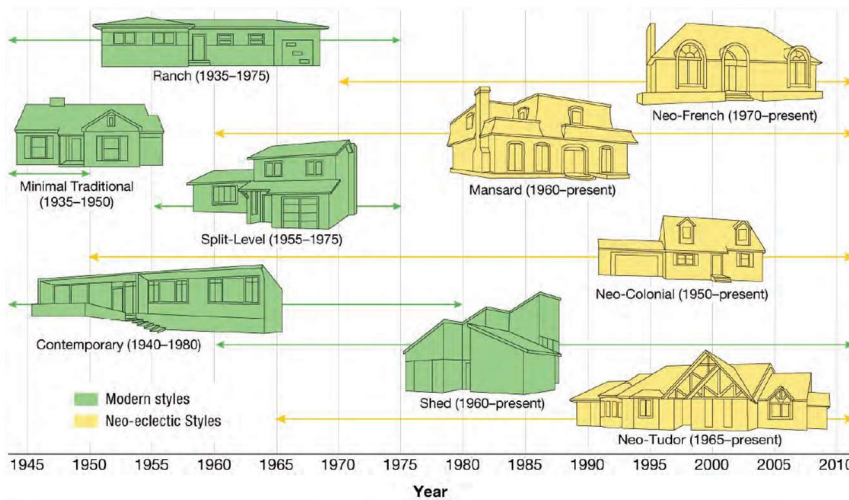 Ranch (1935–1975)
Neo-French (1970–present)
Minimal Traditional
(1935–1950)
Mansard (1960–present)
Split-Level (1955–1975)
Neo-Colonial (1950–present)
Contemporary (1940–1980)
Shed (1960–present)
Modern styles
Neo-eclectic Styles
Neo-Tudor (1965–present)
1945 1950 1955 1960 1965 1970 1975 1980 1985 1990 1995 2000 2005 2010
Year